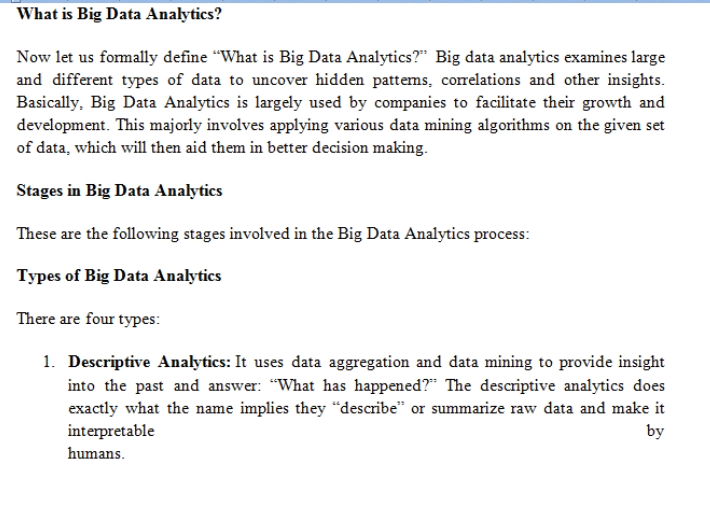 What is Big Data Analytics?
Now let us formally define “What is Big Data Analytics?” Big data analytics examines large
and different types of data to uncover hidden patterns, correlations and other insights.
Basically, Big Data Analytics is largely used by companies to facilitate their growth and
development. This majorly involves applying various data mining algorithms on the given set
of data, which will then aid them in better decision making.
Stages in Big Data Analytics
These are the following stages involved in the Big Data Analytics process:
Types of Big Data Analytics
There are four types:
1. Descriptive Analytics: It uses data aggregation and data mining to provide insight
into the past and answer: “What has happened?” The descriptive analytics does
exactly what the name implies they “describe” or summarize raw data and make it
interpretable by
humans.